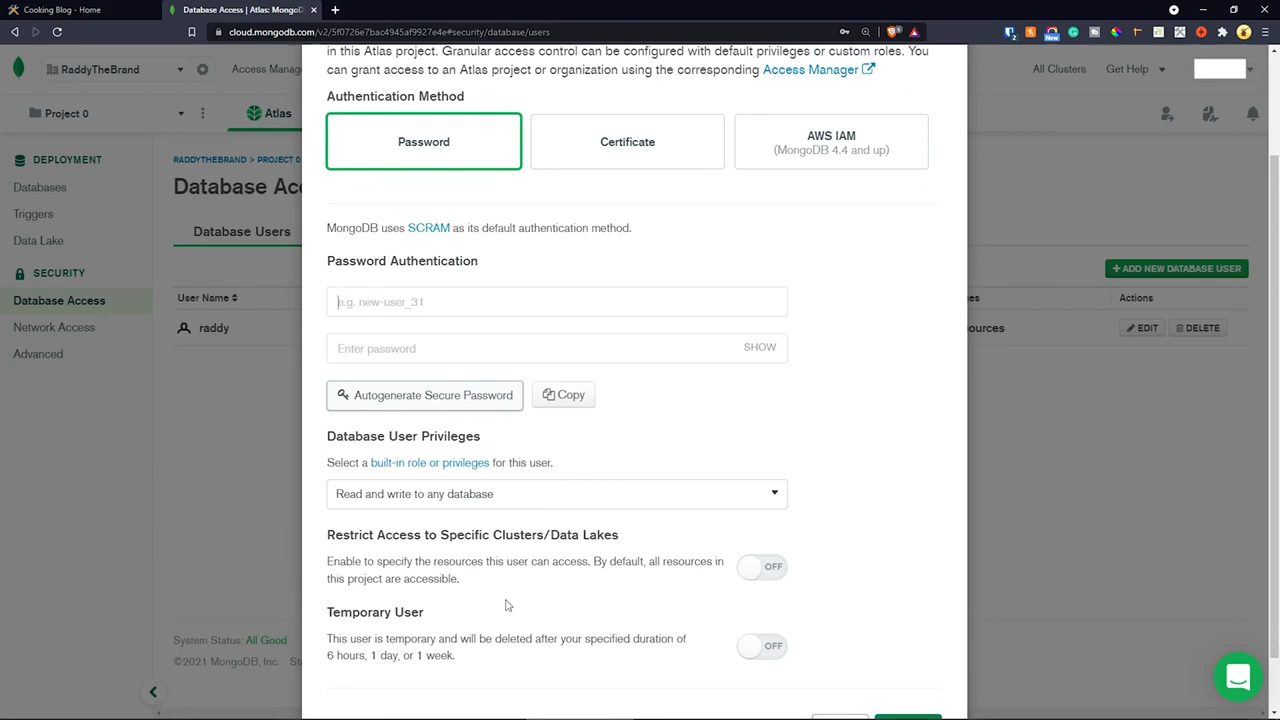 Cooking Blog - Home
Database Access | Atlas: MongoD
cloud.mongodb.com/v2/5f0726e7bac4945af9927e4e#security/database/users
in this Atlas project. Granular access control can be configured with default privileges or custom roles. You
can grant access to an Atlas project or organization using the corresponding Access Manager
RaddyTheBrand
Access Manag
All Clusters
Get Help
Project 0
Atlas
Authentication Method
Password
Certificate
AWS IAM
(MongoDB 4.4 and up)
DEPLOYMENT
Databases
Triggers
Data Lake
SECURITY
Database Access
Network Access
Advanced
RADDYTHEBRAND > PROJECT 0
Database Acc
Database Users
ADD NEW DATABASE USER
User Name
Actions
raddy
sources
EDIT
DELETE
MongoDB uses SCRAM as its default authentication method.
Password Authentication
e.g. new-user_31
Enter password
SHOW
Autogenerate Secure Password
Copy
Database User Privileges
Select a built-in role or privileges for this user.
Read and write to any database
Restrict Access to Specific Clusters/Data Lakes
Enable to specify the resources this user can access. By default, all resources in
this project are accessible.
OFF
Temporary User
This user is temporary and will be deleted after your specified duration of
6 hours, 1 day, or 1 week.
OFF
System Status: All Good
©2021 MongoDB, Inc.